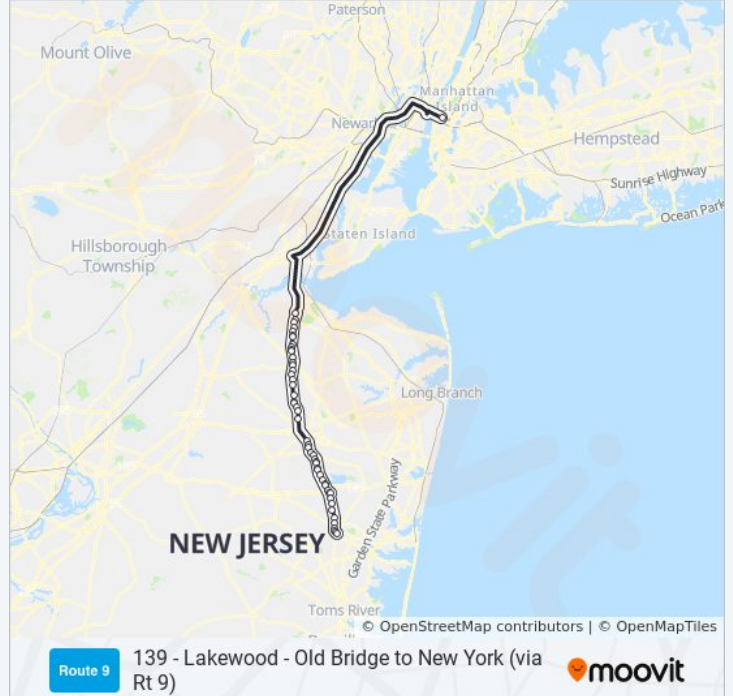 Paterson
Mount Olive
Manhattan
Island
Newark
Hempstead
Sunrise Highway
Ocean Park
Staten Island
Hillsborough
Township
Long Branch
Garden State Parkway
NEW JERSEY
Toms River
© OpenStreetMap contributors | © OpenMapTiles
Route 9
139 - Lakewood - Old Bridge to New York (via
Rt 9)
moovit